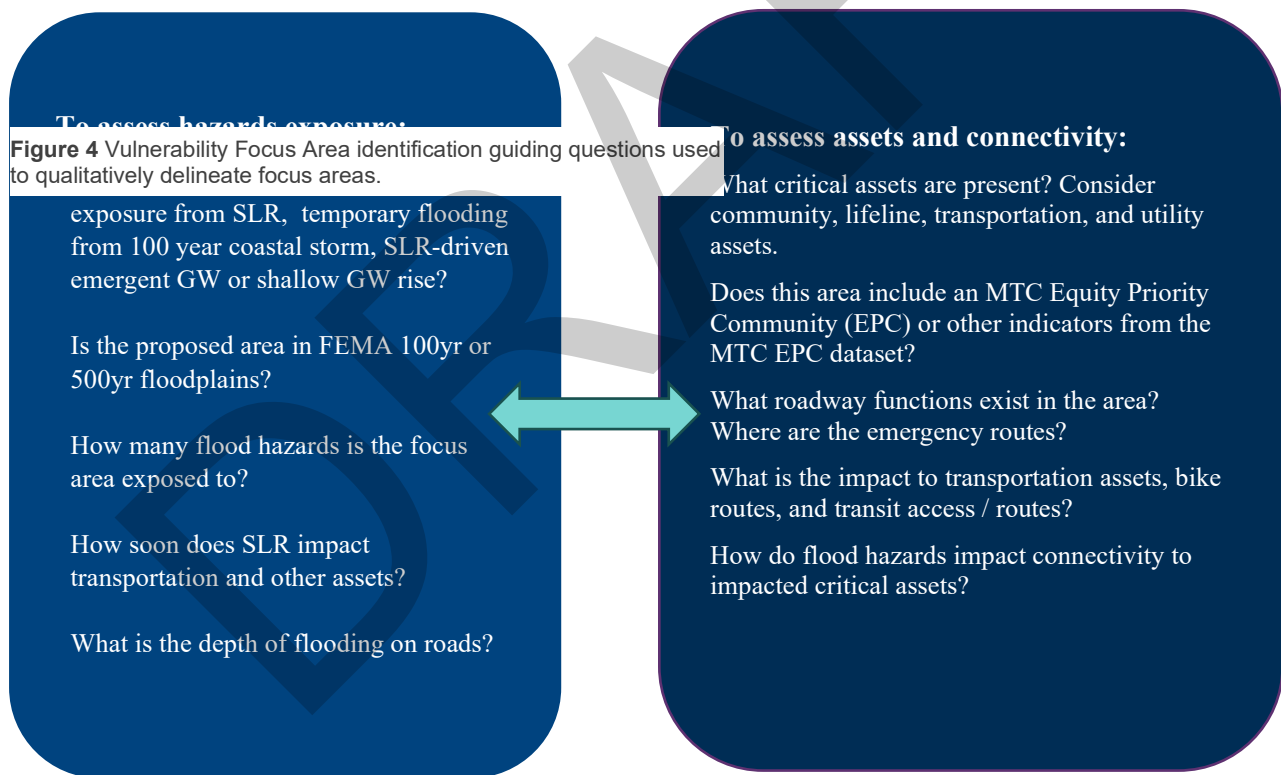 To assess hazards exposure:
Figure 4 Vulnerability Focus Area identification guiding questions used
to qualitatively delineate focus areas.
exposure from SLR, temporary flooding
from 100 year coastal storm, SLR-driven
emergent GW or shallow GW rise?
Is the proposed area in FEMA 100yr or
500yr floodplains?
How many flood hazards is the focus
area exposed to?
How soon does SLR impact
transportation and other assets?
What is the depth of flooding on roads?
To assess assets and connectivity:
What critical assets are present? Consider
community, lifeline, transportation, and utility
assets.
Does this area include an MTC Equity Priority
Community (EPC) or other indicators from the
MTC EPC dataset?
What roadway functions exist in the area?
Where are the emergency routes?
What is the impact to transportation assets, bike
routes, and transit access / routes?
How do flood hazards impact connectivity to
impacted critical assets?
DRA